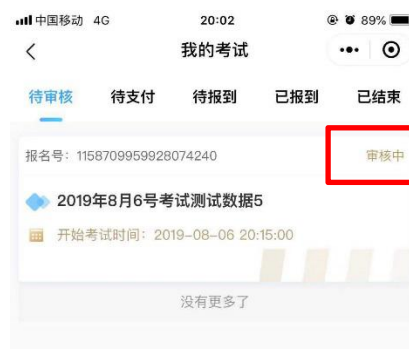 中国移动 4G 20:02 89%
我的考试
待审核 待支付 待报到 已报到 已结束
报名号：1158709959928074240 审核中
2019年8月6号考试测试数据5
开始考试时间：2019-08-06 20:15:00
没有更多了